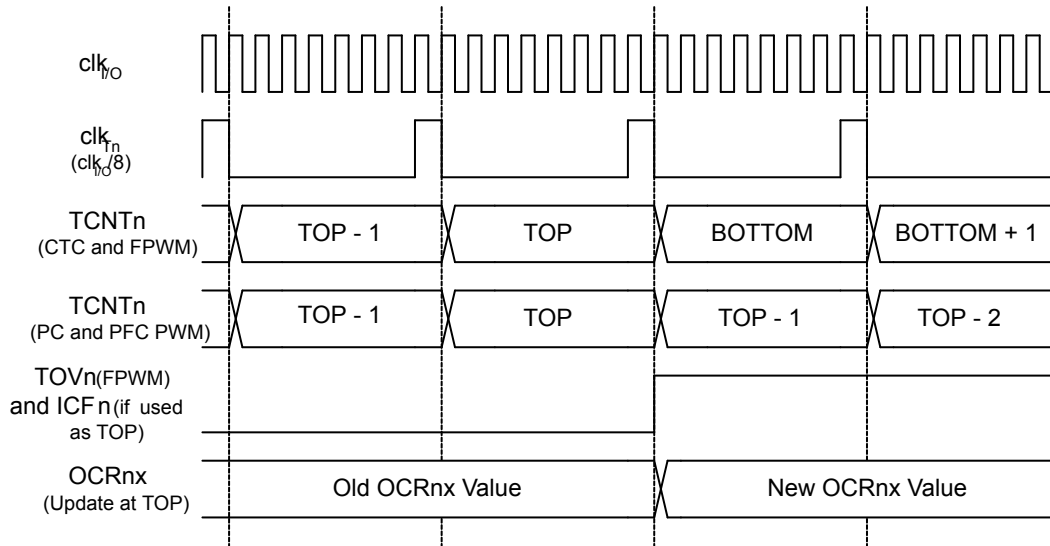 clkI/O
clkTn
(clkI/O/8)
TCNTn
(CTC and FPWM)
TOP - 1
TOP
BOTTOM
BOTTOM + 1
TCNTn
(PC and PFC PWM)
TOP - 1
TOP
TOP - 1
TOP - 2
TOVn(FPWM)
and ICFn(if used
as TOP)
OCRnx
(Update at TOP)
Old OCRnx Value
New OCRnx Value